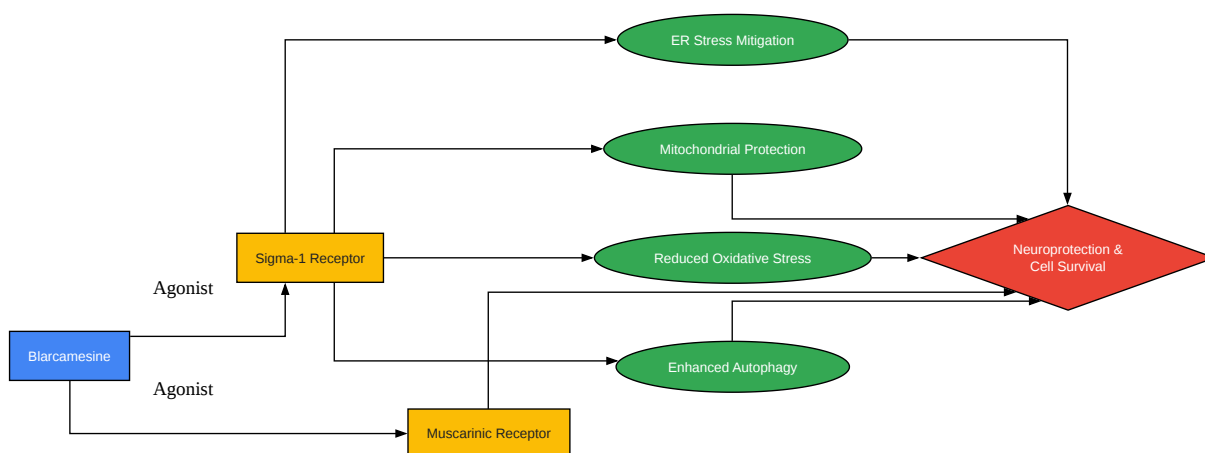 ER Stress Mitigation
Mitochondrial Protection
Sigma-1 Receptor
Reduced Oxidative Stress
Neuroprotection &
Cell Survival
Agonist
Blarcamesine
Enhanced Autophagy
Agonist
Muscarinic Receptor